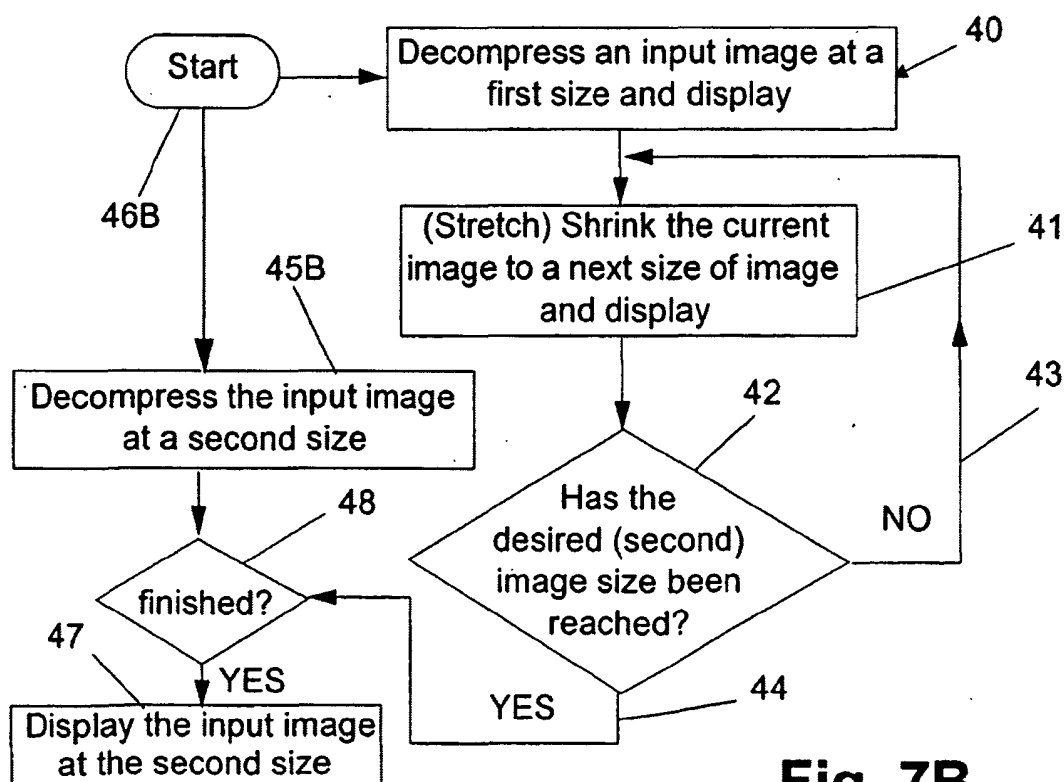 Start
Decompress an input image at a
first size and display
40
46B
(Stretch) Shrink the current
image to a next size of image
and display
41
45B
Decompress the input image
at a second size
42
43
Has the
desired (second)
image size been
reached?
NO
48
finished?
47
YES
44
YES
Display the input image
at the second size
Fig. 7B